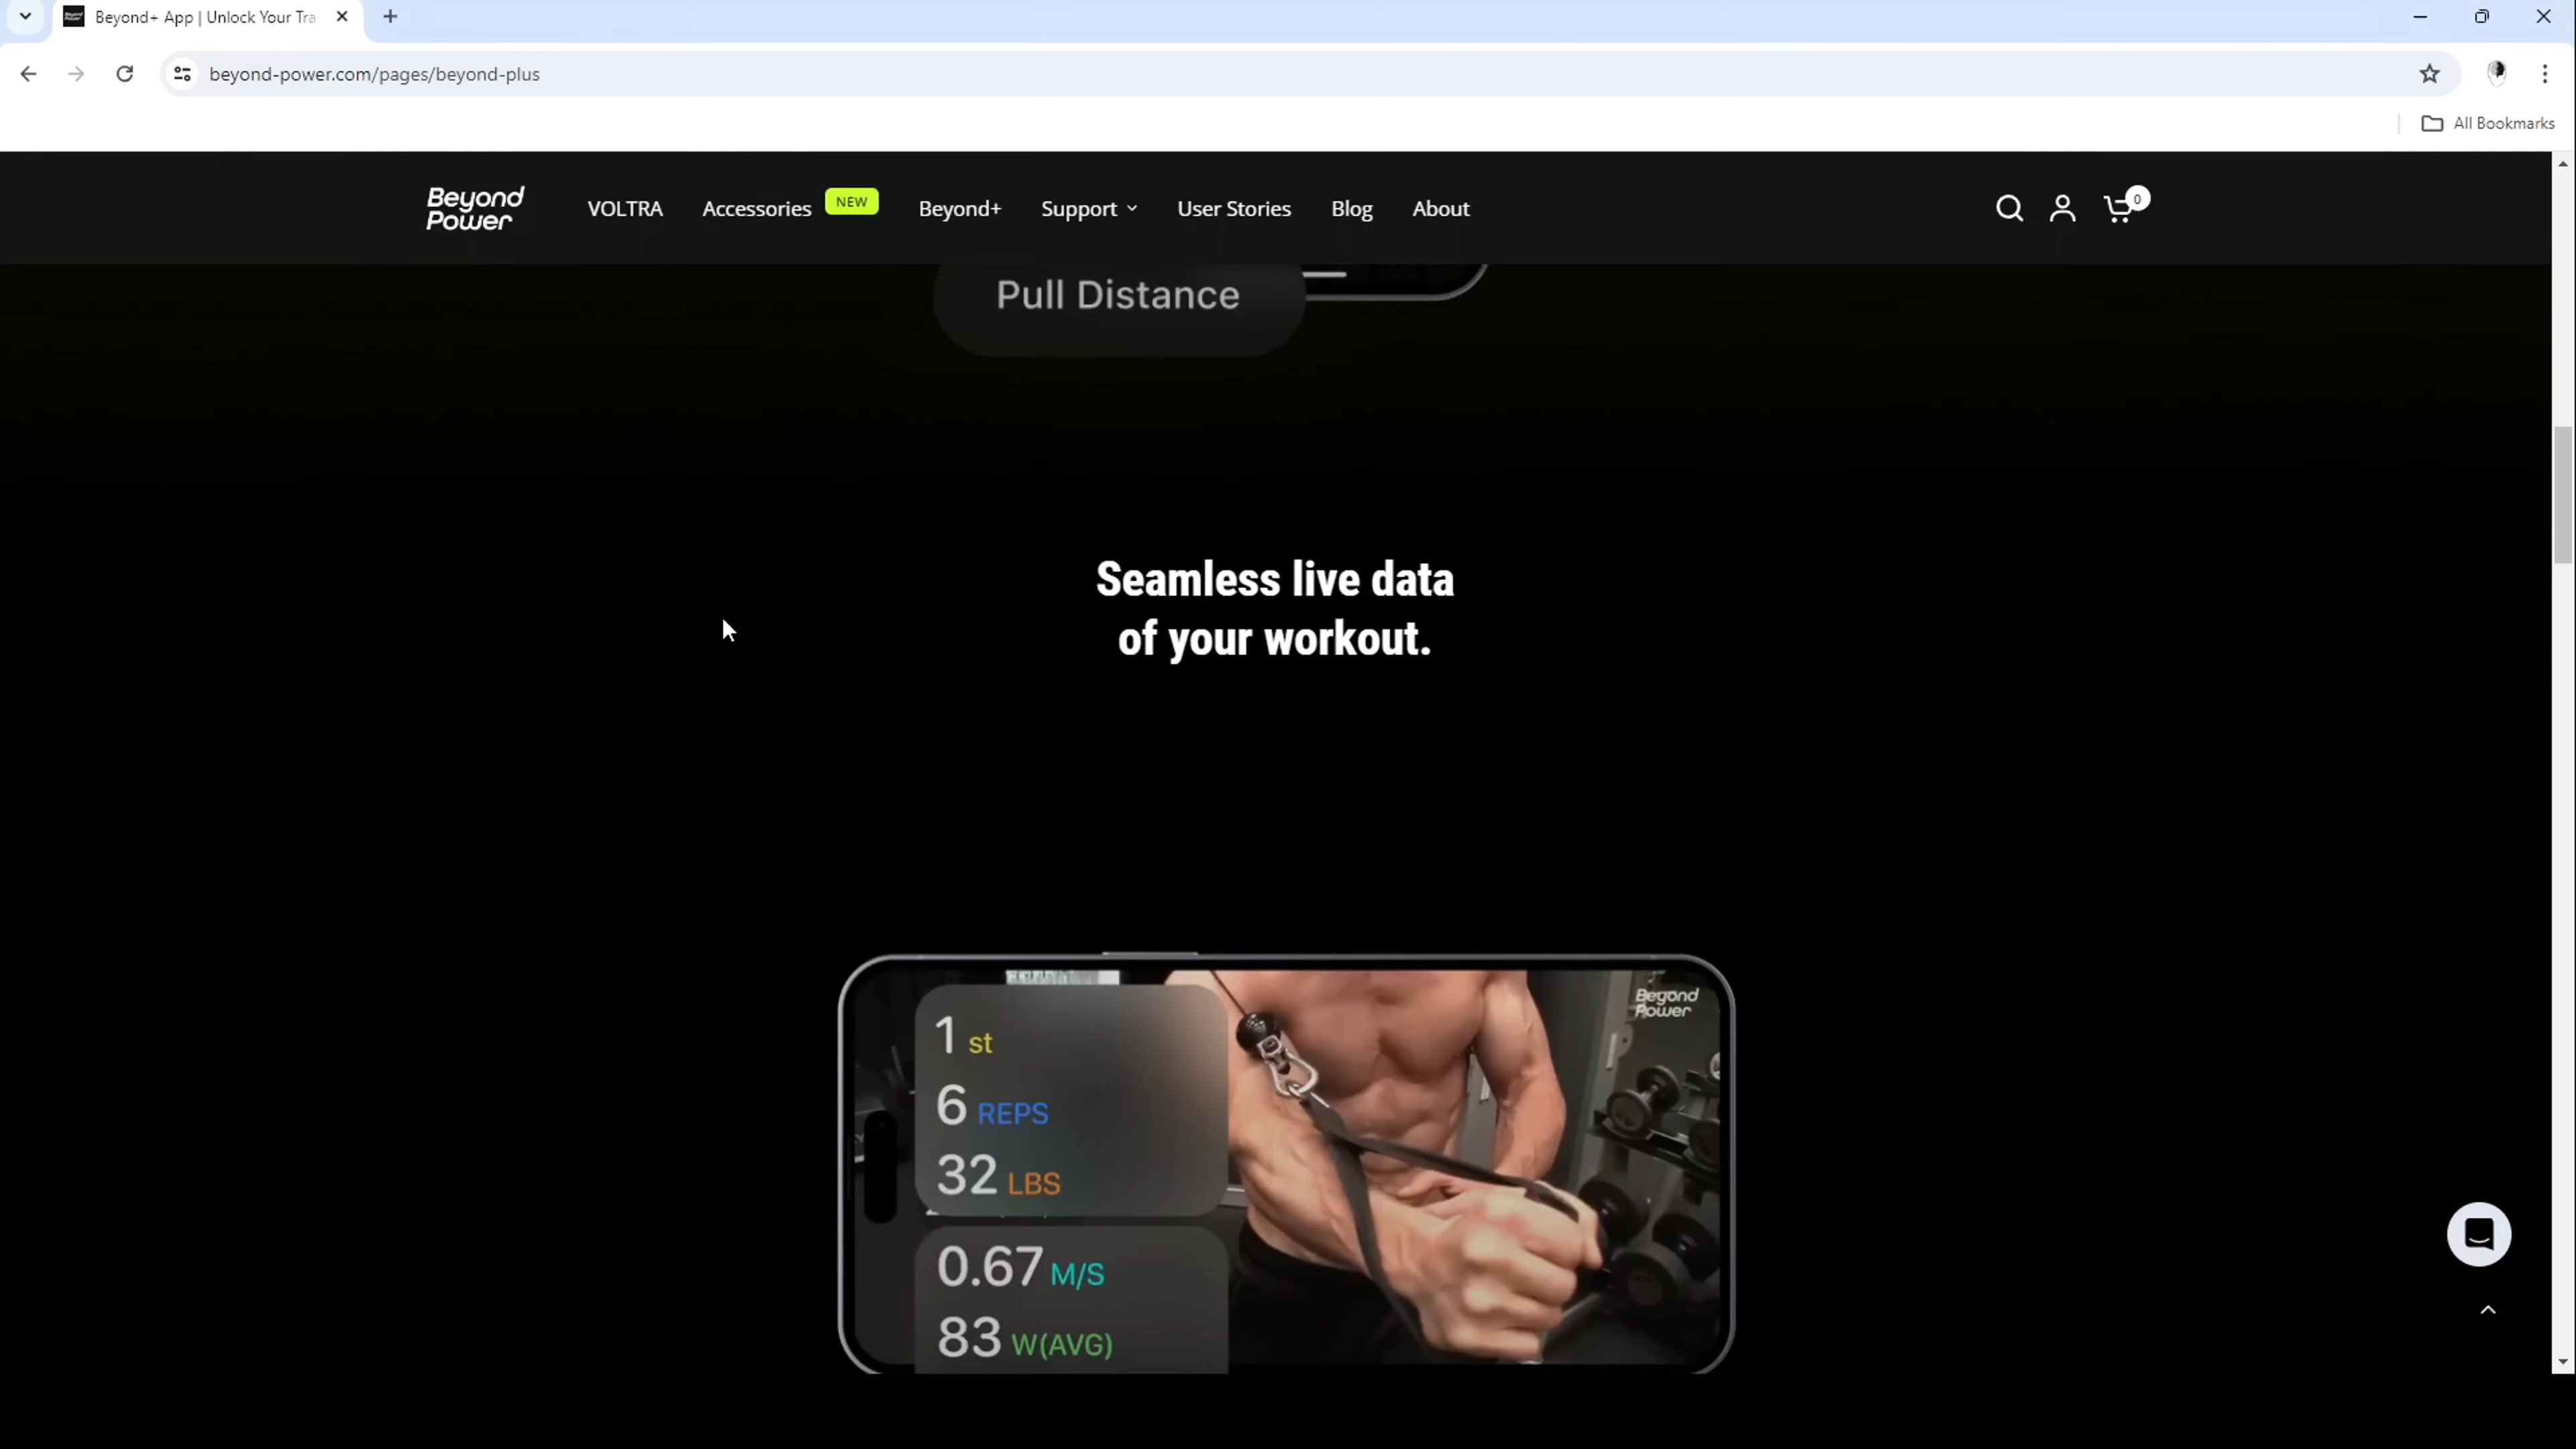 Beyond+ App | Unlock Your Tra
beyond-power.com/pages/beyond-plus
All Bookmarks
Beyond
Power
VOLTRA
Accessories
NEW
Beyond+
Support
User Stories
Blog
About
0
Pull Distance
Seamless live data
of your workout.
Beyond
Power
1 st
6 REPS
32 LBS
0.67 M/S
83 W(AVG)